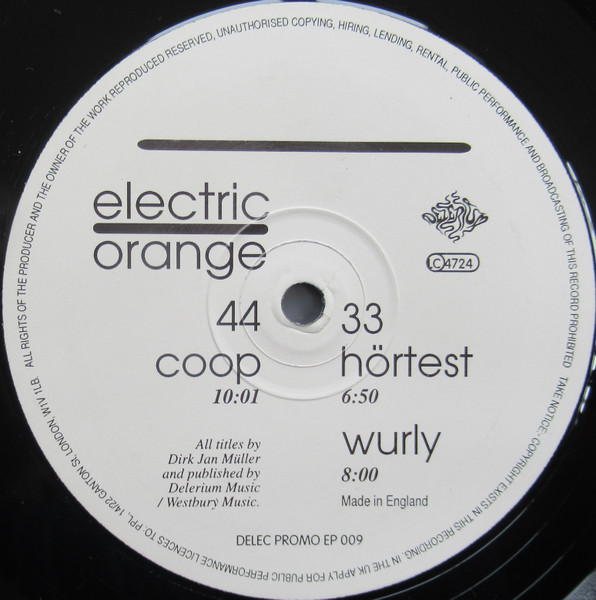 ALL RIGHTS OF THE PRODUCER AND THE OWNER OF THE WORK REPRODUCED RESERVED, UNAUTHORISED COPYING, HIRING, LENDING, RENTAL, PUBLIC PERFORMANCE AND BROADCASTING OF THIS RECORD PROHIBITED
TAKE NOTICE:- COPYRIGHT EXISTS IN THIS RECORDING. IN THE UK APPLY FOR PUBLIC PERFORMANCE LICENCES TO:- PPL, 14/22 GANTON ST, LONDON, W1V 1LB.
electric
orange
LC 4724
44
coop
10:01
33
hörtest
6:50
wurly
8:00
All titles by
Dirk Jan Müller
and published by
Delerium Music
/ Westbury Music.
Made in England
DELEC PROMO EP 009